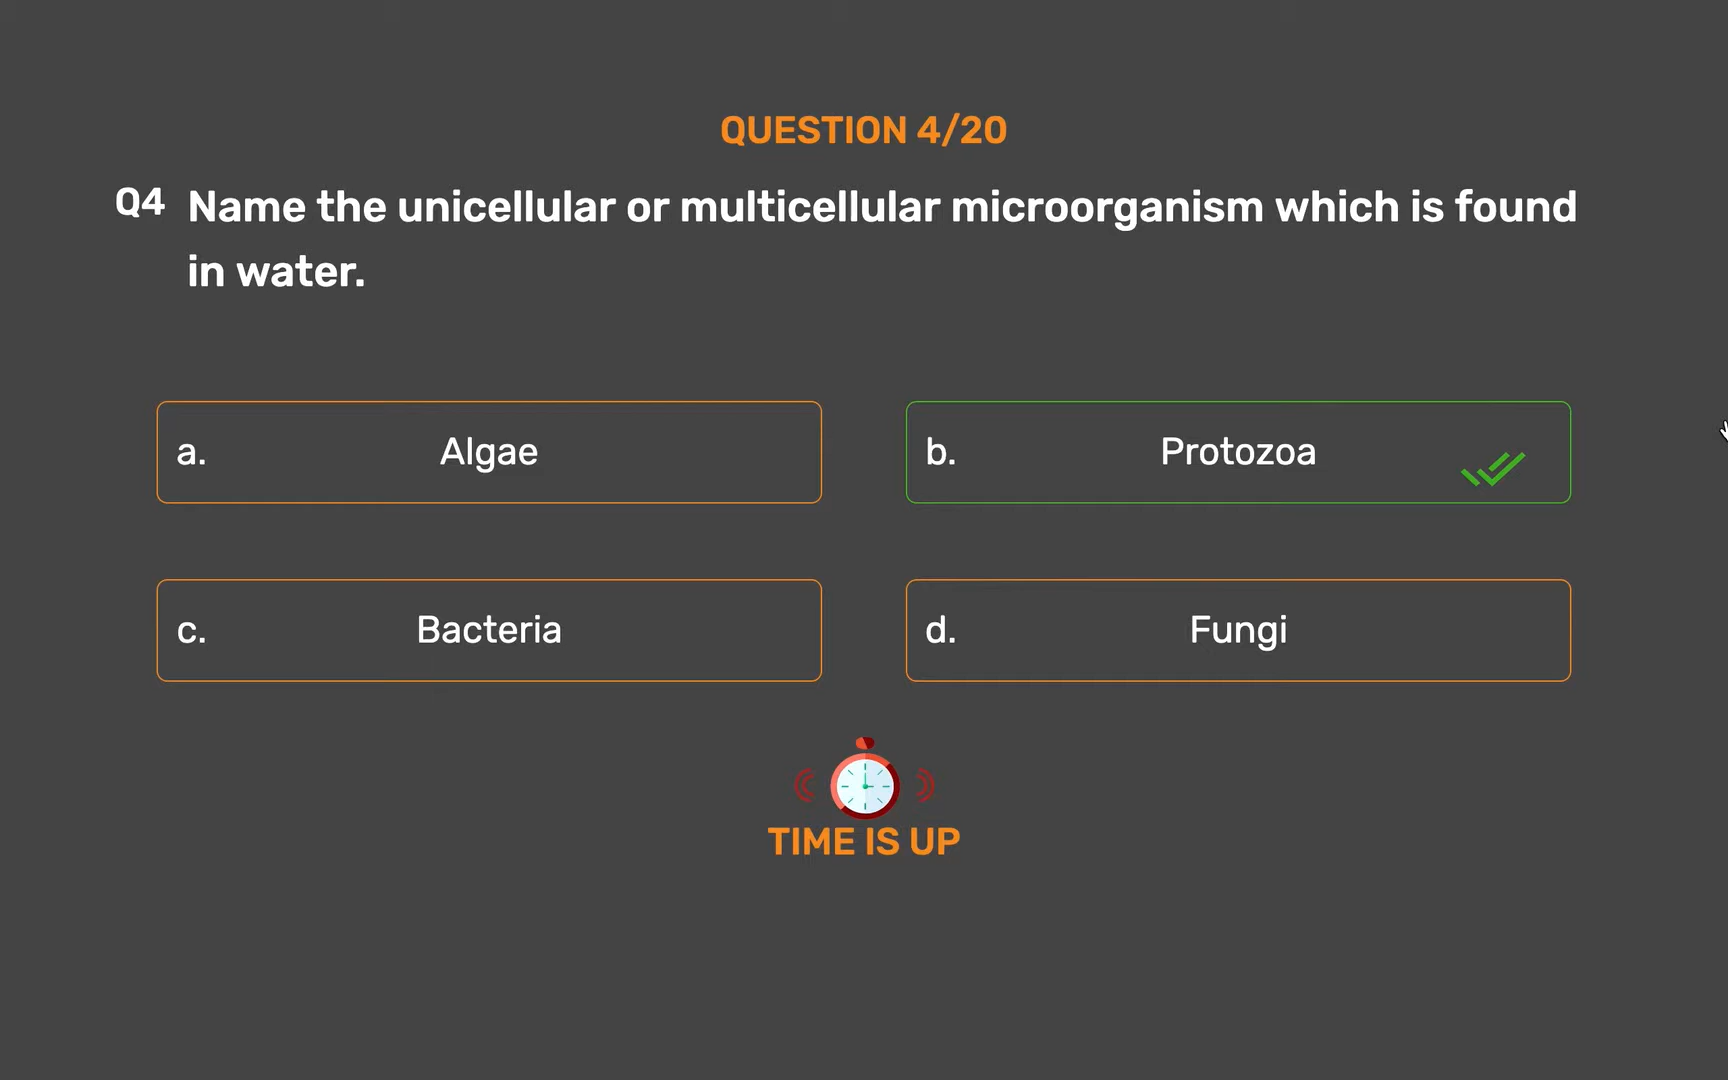 QUESTION 4/20
Q4 Name the unicellular or multicellular microorganism which is found
in water.
a. Algae
b. Protozoa
c. Bacteria
d. Fungi
TIME IS UP